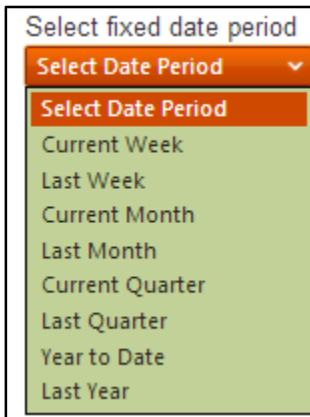 Select fixed date period
Select Date Period
Select Date Period
Current Week
Last Week
Current Month
Last Month
Current Quarter
Last Quarter
Year to Date
Last Year